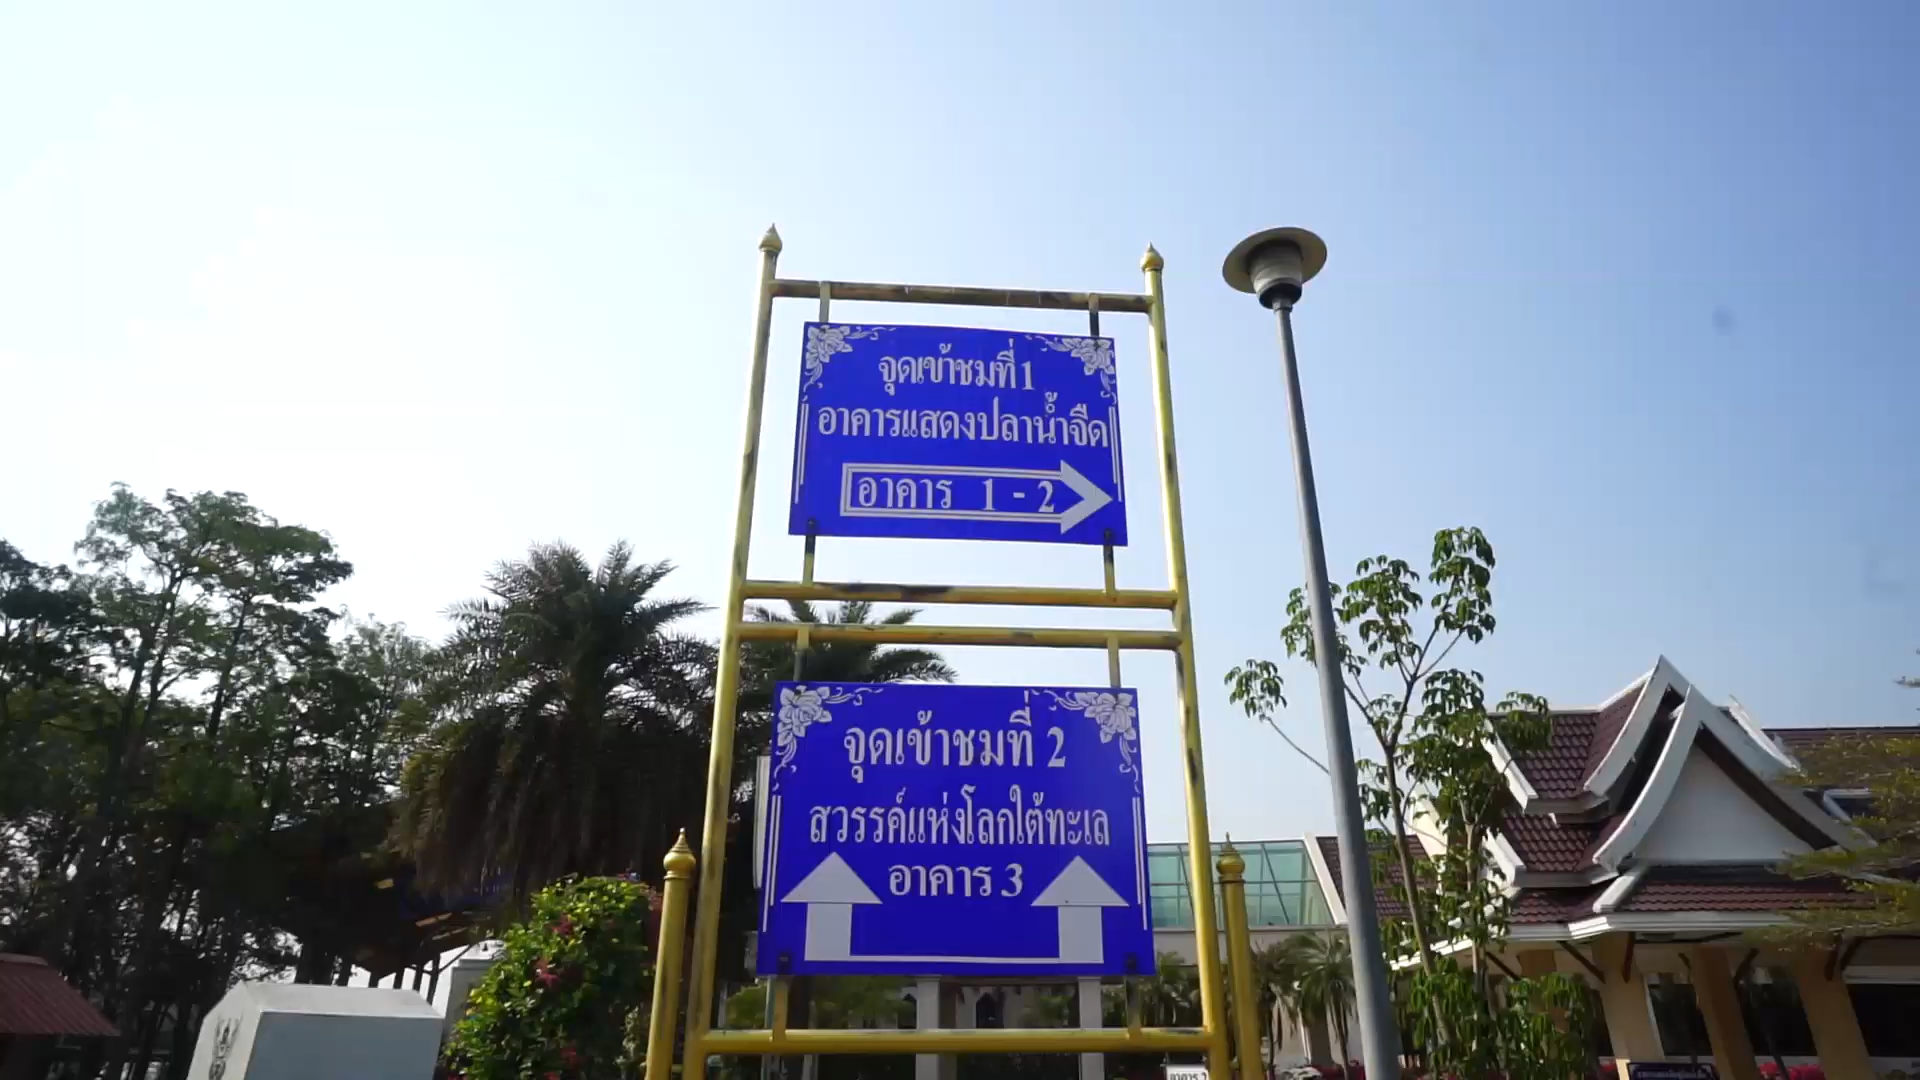 จุดเข้าชมที่ 1
อาคารแสดงปลาน้ำจืด
อาคาร 1 - 2
จุดเข้าชมที่ 2
สวรรค์แห่งโลกใต้ทะเล
อาคาร 3